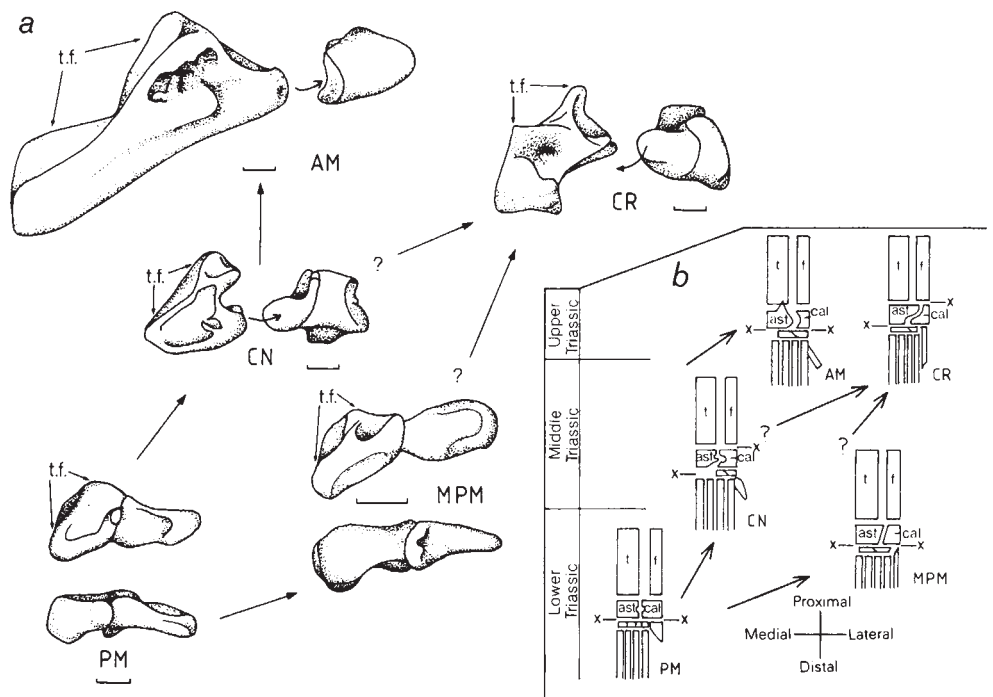 a
t.f.
AM
t.f.
CR
t.f.
?
CN
?
t.f.
MPM
t.f.
PM
b
Upper Triassic
Middle Triassic
Lower Triassic
t f
ast cal
x x
AM
t f
x
ast cal
x
CR
t f
? x
ast cal
x
CN
?
t f
ast cal
x x
MPM
t f
ast cal
x x
PM
Proximal
Medial Lateral
Distal